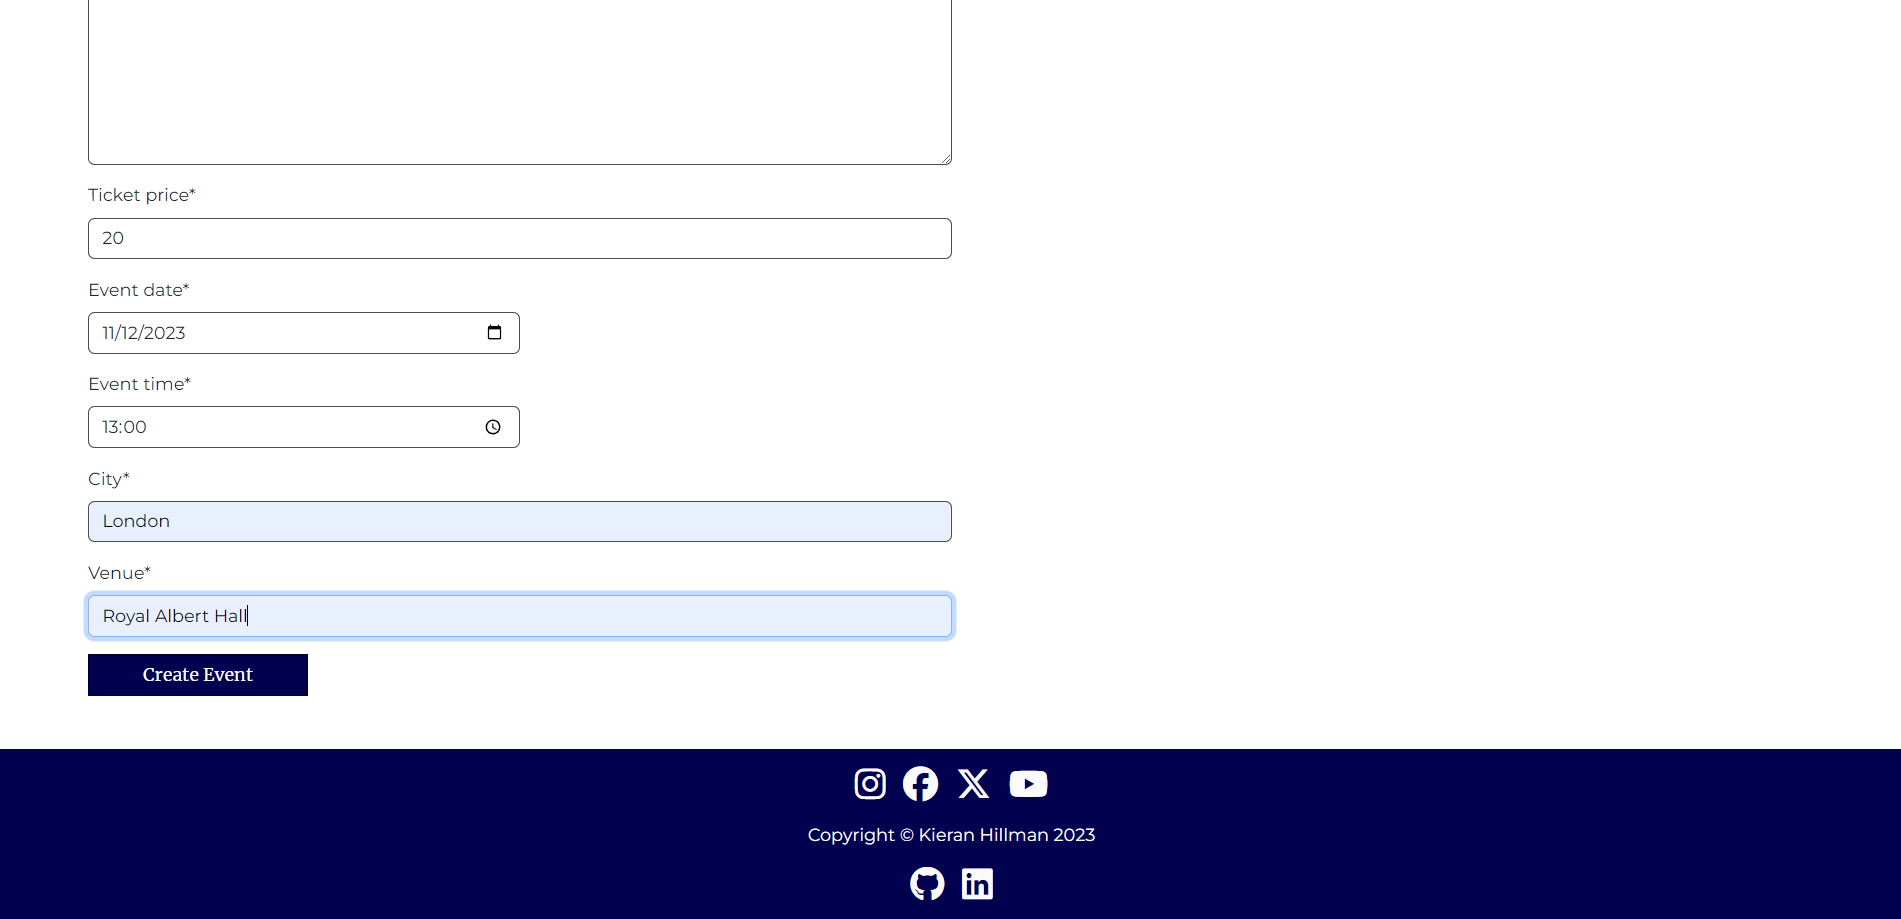 Ticket price*
20
Event date*
11/12/2023
Event time*
13:00
City*
London
Venue*
Royal Albert Hall
Create Event
Copyright © Kieran Hillman 2023